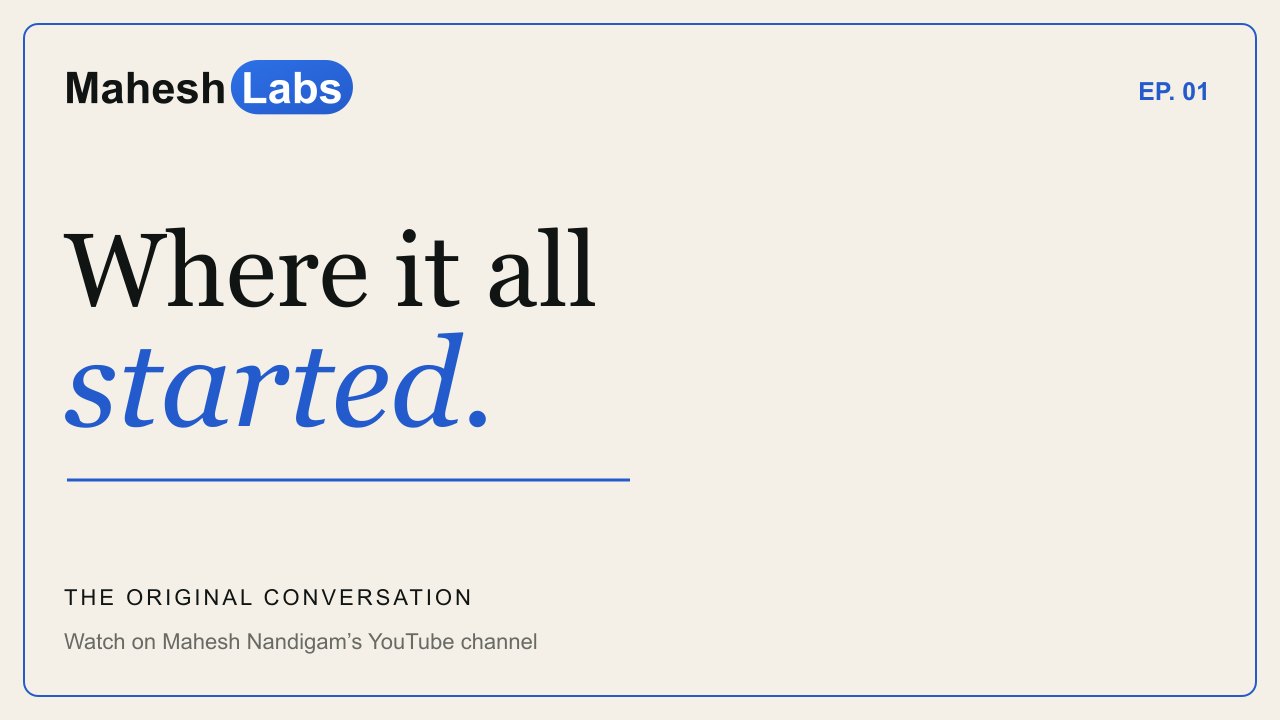 Mahesh Labs
EP. 01
Where it all
started.
THE ORIGINAL CONVERSATION
Watch on Mahesh Nandigam’s YouTube channel